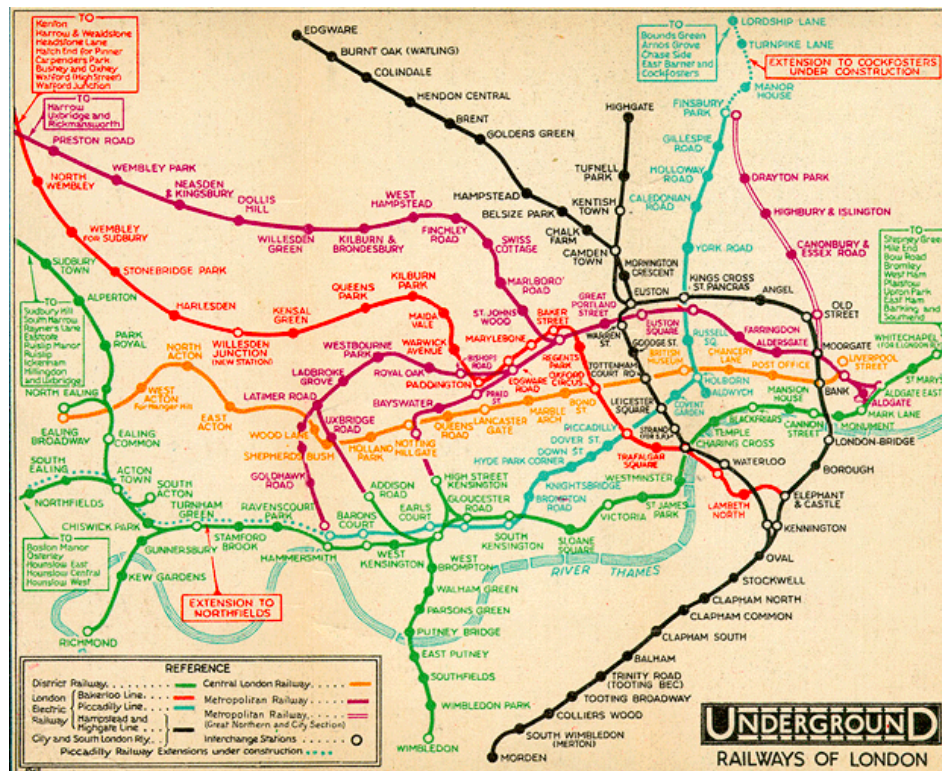 TO
Kenton
Harrow & Wealdstone
Headstone Lane
Hatch End for Pinner
Carpenders Park
Bushey and Oxhey
Watford (High Street)
Watford Junction
TO
Harrow
Uxbridge and
Rickmansworth
PRESTON ROAD
NORTH
WEMBLEY
WEMBLEY PARK
NEASDEN
& KINGSBURY
DOLLIS
MILL
WILLESDEN
GREEN
KILBURN &
BRONDESBURY
WEST
HAMPSTEAD
FINCHLEY
ROAD
SWISS
COTTAGE
MARLBORO' ROAD
ST. JOHNS
WOOD
EDGWARE
BURNT OAK (WATLING)
COLINDALE
HENDON CENTRAL
BRENT
GOLDERS GREEN
HAMPSTEAD
BELSIZE PARK
CHALK
FARM
CAMDEN
TOWN
HIGHGATE
TUFNELL
PARK
KENTISH
TOWN
MORNINGTON
CRESCENT
EUSTON
TO
Bounds Green
Arnos Grove
Chase Side
East Barnet and
Cockfosters
LORDSHIP LANE
TURNPIKE LANE
EXTENSION TO COCKFOSTERS
UNDER CONSTRUCTION
MANOR
HOUSE
FINSBURY
PARK
GILLESPIE
ROAD
HOLLOWAY
ROAD
CALEDONIAN
ROAD
YORK ROAD
KINGS CROSS
ST. PANCRAS
DRAYTON PARK
HIGHBURY & ISLINGTON
CANONBURY &
ESSEX ROAD
ANGEL
OLD
STREET
MOORGATE
LIVERPOOL
STREET
TO
Stepney Green
Mile End
Bow Road
Bromley
West Ham
Plaistow
Upton Park
East Ham
Barking and
Southend
WHITECHAPEL
ST MARYS
ALDGATE EAST
ALDGATE
MARK LANE
MONUMENT
BANK
WEMBLEY
FOR SUDBURY
STONEBRIDGE PARK
HARLESDEN
WILLESDEN
JUNCTION
(NEW STATION)
KENSAL
GREEN
QUEENS
PARK
KILBURN
PARK
MAIDA
VALE
WARWICK
AVENUE
PADDINGTON
MARYLEBONE
BAKER
STREET
EDGWARE
ROAD
REGENTS
PARK
OXFORD
CIRCUS
GREAT
PORTLAND
STREET
EUSTON
SQUARE
WARREN ST.
GOODGE ST.
TOTTENHAM
COURT RD
LEICESTER
SQUARE
STRAND
CHARING CROSS
RUSSELL
SQ.
BRITISH
MUSEUM
CHANCERY
LANE
POST OFFICE
FARRINGDON
ALDERSGATE
HOLBORN
ALDWYCH
COVENT
GARDEN
MANSION
HOUSE
BLACKFRIARS
CANNON
STREET
TEMPLE
SUDBURY
TOWN
TO
Sudbury Hill
South Harrow
Rayners Lane
Eastcote
Ruislip Manor
Ruislip
Ickenham
Hillingdon
and Uxbridge
ALPERTON
PARK
ROYAL
NORTH EALING
EALING
BROADWAY
EALING
COMMON
NORTH
ACTON
WEST
ACTON
For Hanger Hill
EAST
ACTON
WOOD LANE
SHEPHERDS BUSH
HOLLAND
PARK
NOTTING
HILL GATE
QUEENS
ROAD
LANCASTER
GATE
MARBLE
ARCH
BOND
ST.
WESTBOURNE
PARK
ROYAL OAK
BISHOPS
ROAD
PRAED
ST.
BAYSWATER
LADBROKE
GROVE
LATIMER ROAD
UXBRIDGE
ROAD
GOLDHAWK
ROAD
ADDISON
ROAD
HIGH STREET
KENSINGTON
PICCADILLY
DOVER ST.
DOWN ST.
HYDE PARK CORNER
KNIGHTSBRIDGE
BROMPTON
ROAD
TRAFALGAR
SQUARE
WATERLOO
LAMBETH
NORTH
ELEPHANT
& CASTLE
LONDON-BRIDGE
BOROUGH
KENNINGTON
OVAL
STOCKWELL
CLAPHAM NORTH
CLAPHAM COMMON
CLAPHAM SOUTH
BALHAM
TRINITY ROAD
(TOOTING BEC)
TOOTING BROADWAY
COLLIERS WOOD
SOUTH WIMBLEDON
(MERTON)
MORDEN
WESTMINSTER
ST JAMES
PARK
VICTORIA
SLOANE
SQUARE
SOUTH
KENSINGTON
GLOUCESTER
ROAD
EARLS
COURT
BARONS
COURT
WEST
KENSINGTON
HAMMERSMITH
RAVENSCOURT
PARK
STAMFORD
BROOK
TURNHAM
GREEN
CHISWICK PARK
GUNNERSBURY
KEW GARDENS
RICHMOND
SOUTH
ACTON
ACTON
TOWN
SOUTH
EALING
NORTHFIELDS
TO
Boston Manor
Osterley
Hounslow East
Hounslow Central
Hounslow West
EXTENSION TO
NORTHFIELDS
RIVER THAMES
WEST
BROMPTON
WALHAM GREEN
PARSONS GREEN
PUTNEY BRIDGE
EAST PUTNEY
SOUTHFIELDS
WIMBLEDON PARK
WIMBLEDON
REFERENCE
District Railway
London
Electric
Railway
Bakerloo Line
Piccadilly Line
Hampstead and
Highgate Line
City and South London Rly.
Piccadilly Railway Extensions under construction
Central London Railway
Metropolitan Railway
Metropolitan Railway
(Great Northern and City Section)
Interchange Stations
UNDERGROUND
RAILWAYS OF LONDON